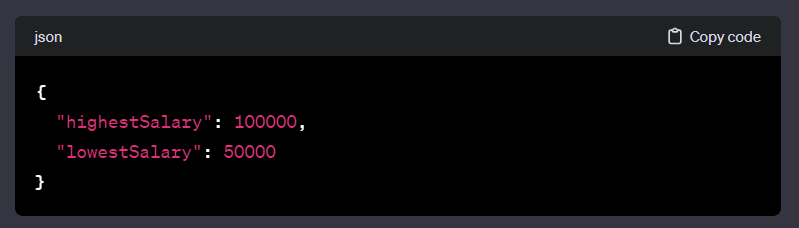 json
Copy code
{
"highestSalary": 100000,
"lowestSalary": 50000
}